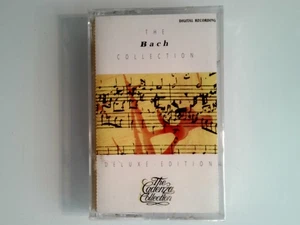 DIGITAL RECORDING
THE
Bach
COLLECTION
DELUXE EDITION
The
Cadenza
Collection